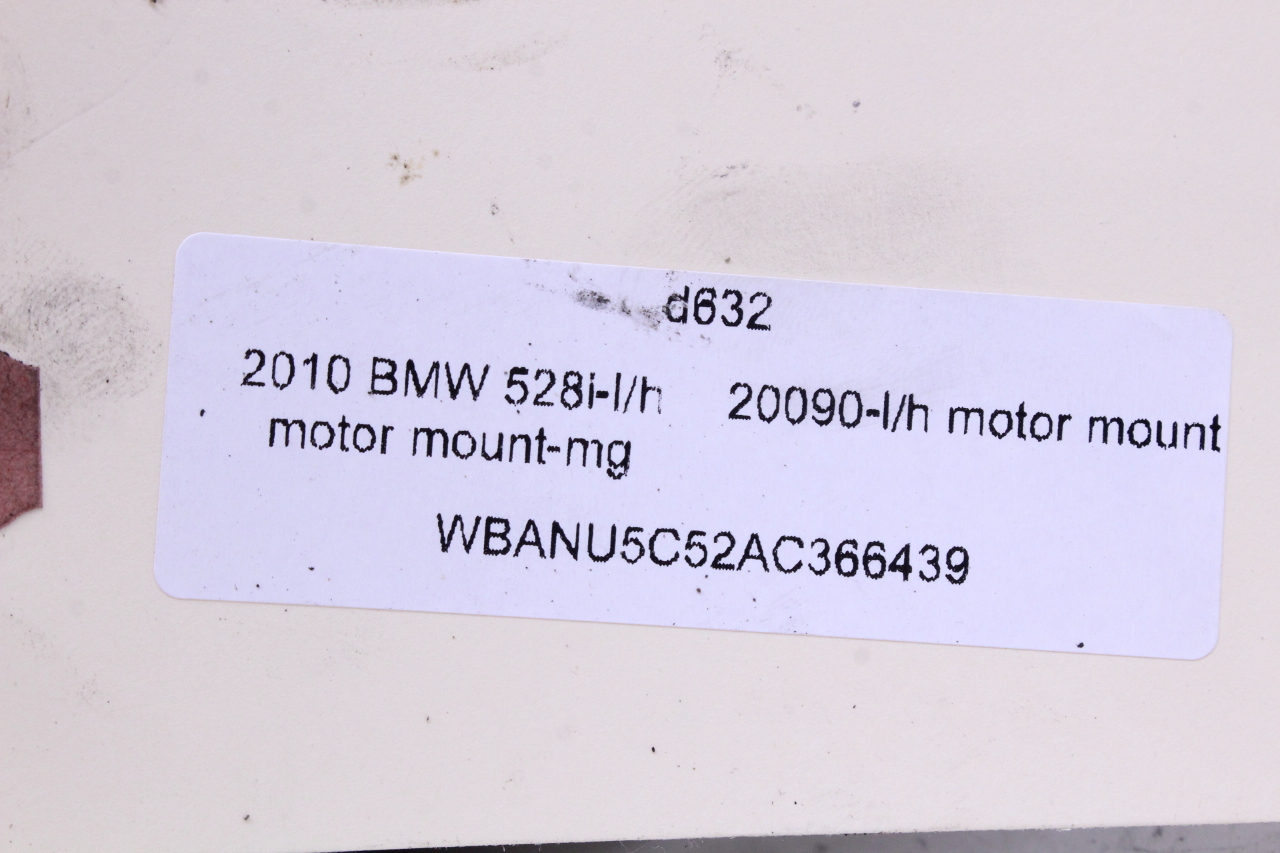 d632
2010 BMW 528i-l/h
motor mount-mg
20090-l/h motor mount
WBANU5C52AC366439